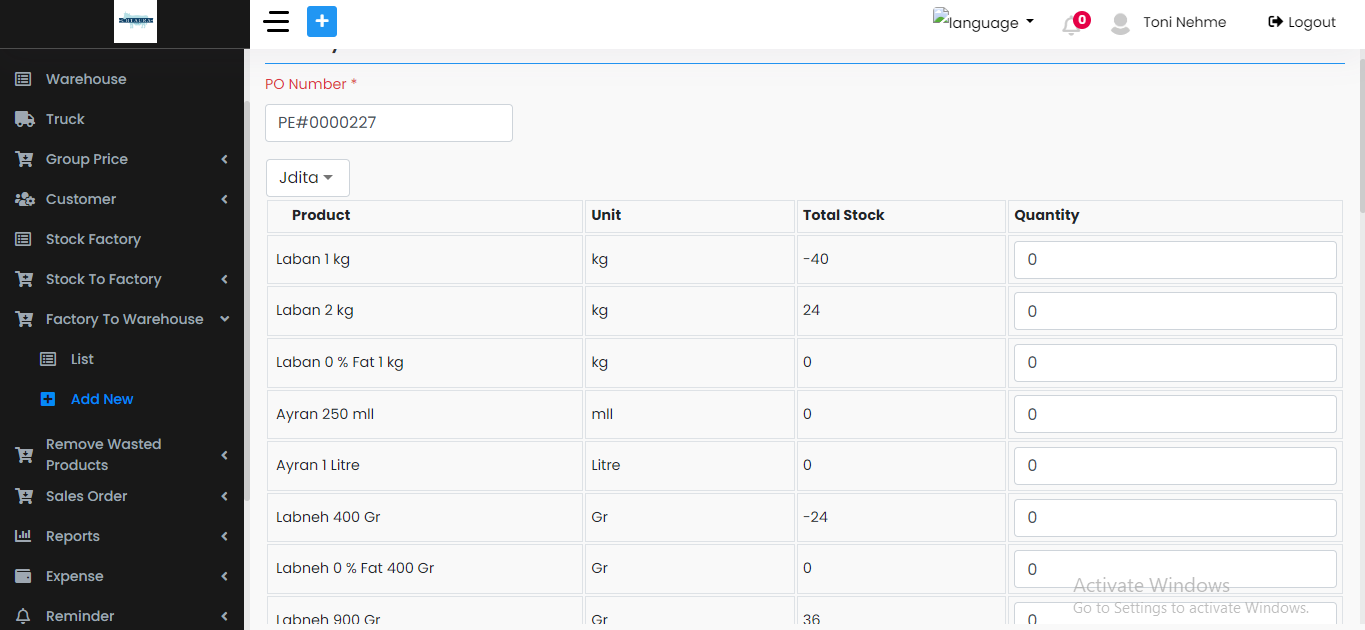 +
language
0
Toni Nehme
Logout
Warehouse
Truck
Group Price
Customer
Stock Factory
Stock To Factory
Factory To Warehouse
List
Add New
Remove Wasted
Products
Sales Order
Reports
Expense
Reminder
PO Number *
PE#0000227
Jdita
Product Unit Total Stock Quantity
Laban 1 kg kg -40 0
Laban 2 kg kg 24 0
Laban 0 % Fat 1 kg kg 0 0
Ayran 250 mll mll 0 0
Ayran 1 Litre Litre 0 0
Labneh 400 Gr Gr -24 0
Labneh 0 % Fat 400 Gr Gr 0 0
Labneh 900 Gr Gr 36 0
Activate Windows
Go to Settings to activate Windows.